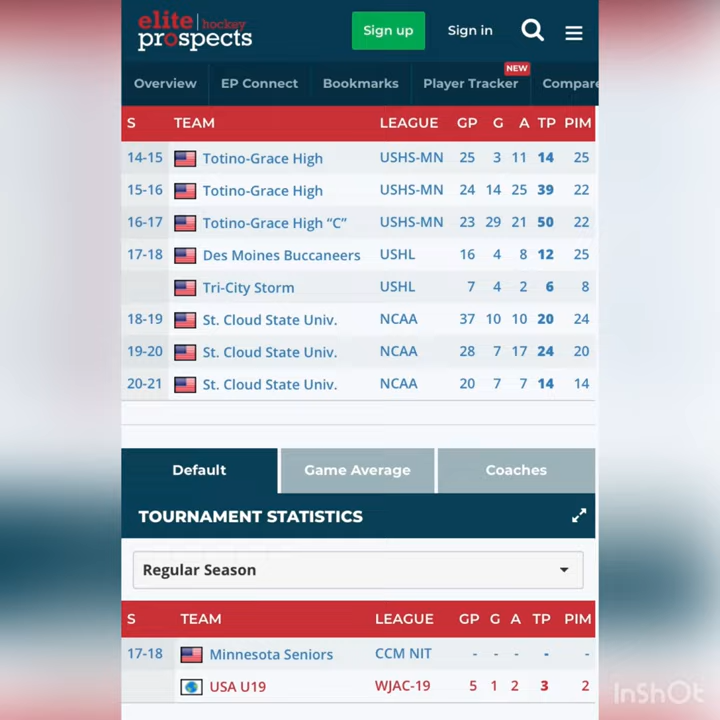 elite hockey
prospects
Sign up
Sign in
NEW
Overview EP Connect Bookmarks Player Tracker Compare
S TEAM LEAGUE GP G A TP PIM
14-15 Totino-Grace High USHS-MN 25 3 11 14 25
15-16 Totino-Grace High USHS-MN 24 14 25 39 22
16-17 Totino-Grace High “C” USHS-MN 23 29 21 50 22
17-18 Des Moines Buccaneers USHL 16 4 8 12 25
Tri-City Storm USHL 7 4 2 6 8
18-19 St. Cloud State Univ. NCAA 37 10 10 20 24
19-20 St. Cloud State Univ. NCAA 28 7 17 24 20
20-21 St. Cloud State Univ. NCAA 20 7 7 14 14
Default Game Average Coaches
TOURNAMENT STATISTICS
Regular Season
S TEAM LEAGUE GP G A TP PIM
17-18 Minnesota Seniors CCM NIT - - - - -
USA U19 WJAC-19 5 1 2 3 2
InShOt